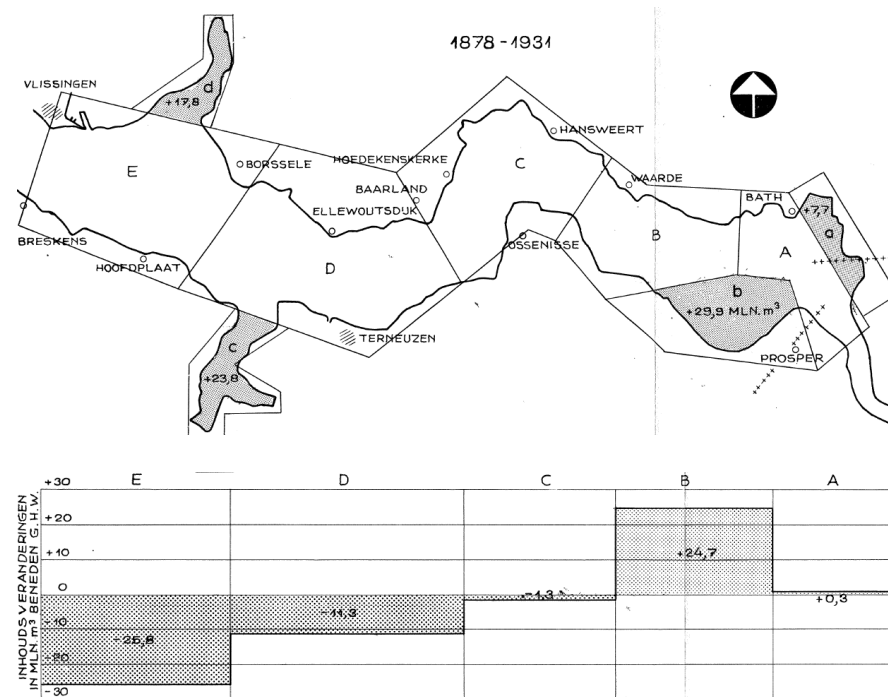 1878 - 1931
VLISSINGEN
d
+17,8
HANSWEERT
BORSSELE
HOEDEKENSKERKE
C
E
BAARLAND
WAARDE
BATH
+7,7
ELLEWOUTSDIJK
a
BRESKENS
OSSENISSE
B
A
HOOFDPLAAT
D
b
+29,9 MLN. m³
TERNEUZEN
c
PROSPER
+23,8
E
D
C
B
A
INHOUDSVERANDERINGEN
IN MLN. m³ BENEDEN G.H.W.
+30
+20
+10
0
-10
-20
-30
-25,8
-11,3
-1,3
+24,7
+0,3